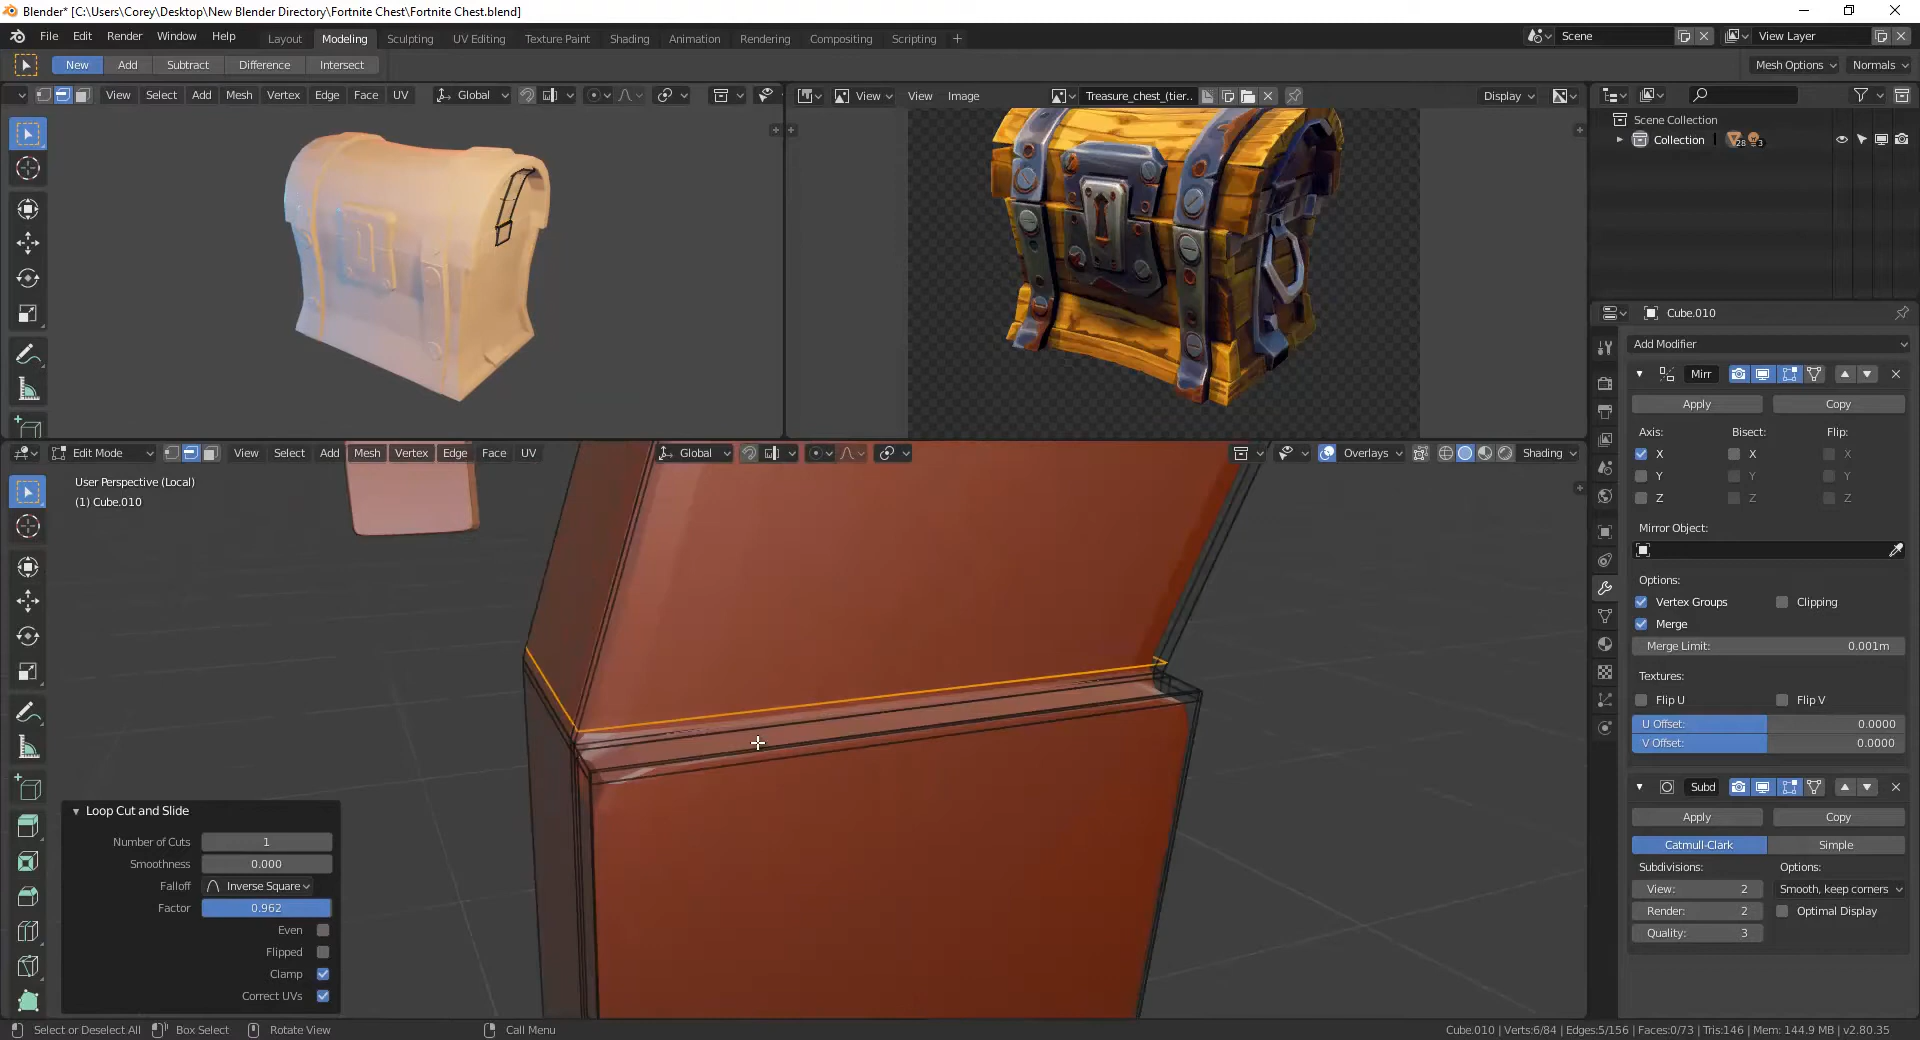 Blender* [C:\Users\Corey\Desktop\New Blender Directory\Fortnite Chest\Fortnite Chest.blend]
File Edit Render Window Help Layout Modeling Sculpting UV Editing Texture Paint Shading Animation Rendering Compositing Scripting + Scene View Layer
New Add Subtract Difference Intersect Mesh Options Normals
View Select Add Mesh Vertex Edge Face UV Global View View Image Treasure_chest_(tier.. Display
Scene Collection
Collection 28 3
Cube.010
Add Modifier
Mirr
Apply Copy
Axis: Bisect: Flip:
X X X
Y Y Y
Z Z Z
Mirror Object:
Options:
Vertex Groups Clipping
Merge
Merge Limit: 0.001m
Textures:
Flip U Flip V
U Offset: 0.0000
V Offset: 0.0000
Subd
Apply Copy
Catmull-Clark Simple
Subdivisions: Options:
View: 2 Smooth, keep corners
Render: 2 Optimal Display
Quality: 3
Edit Mode View Select Add Mesh Vertex Edge Face UV Global Overlays Shading
User Perspective (Local)
(1) Cube.010
Loop Cut and Slide
Number of Cuts 1
Smoothness 0.000
Falloff Inverse Square
Factor 0.962
Even
Flipped
Clamp
Correct UVs
Select or Deselect All Box Select Rotate View Call Menu Cube.010 | Verts:6/84 | Edges:5/156 | Faces:0/73 | Tris:146 | Mem: 144.9 MB | v2.80.35